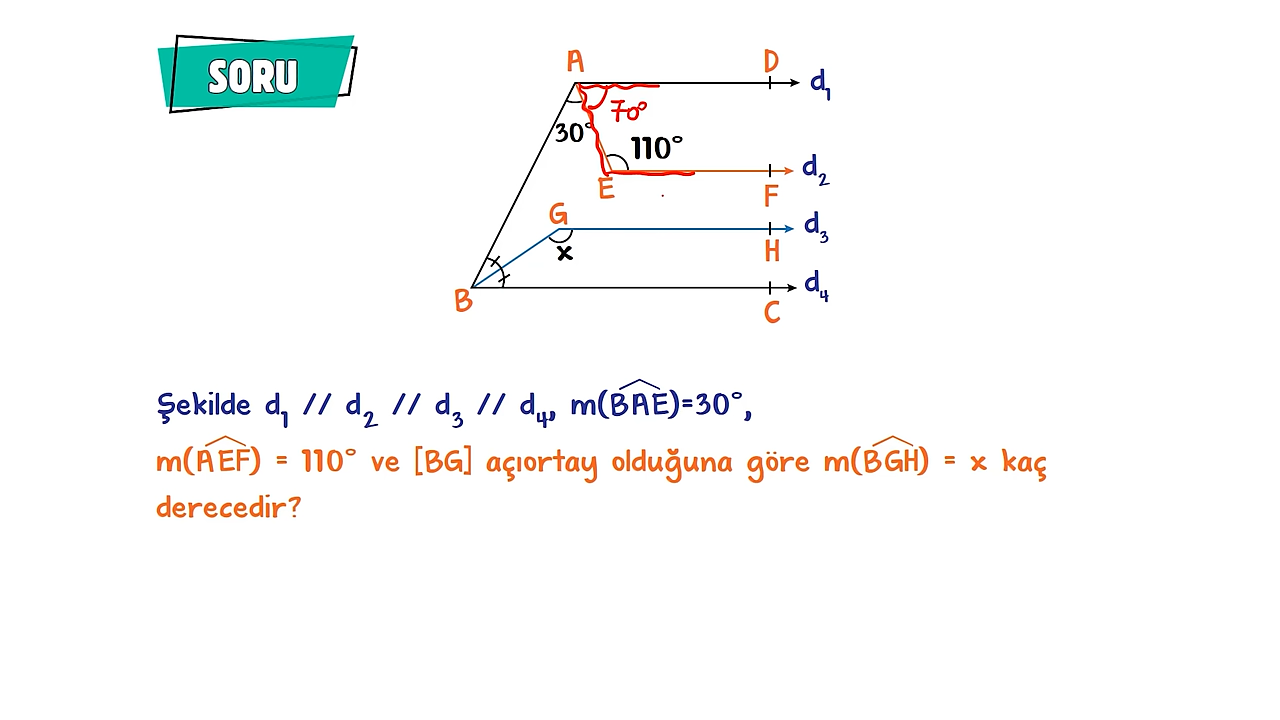 SORU
A
D
d1
70°
30°
110°
d2
E
F
G
d3
x
H
d4
B
C
Şekilde d1 // d2 // d3 // d4, m(BAE)=30°,
m(AEF) = 110° ve [BG] açıortay olduğuna göre m(BGH) = x kaç
derecedir?